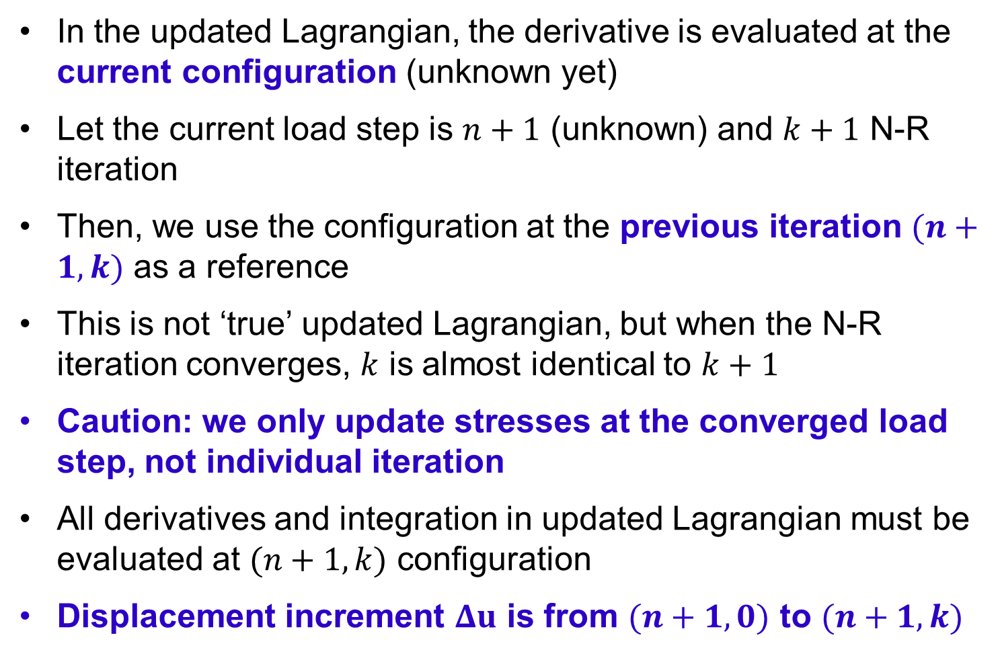 • In the updated Lagrangian, the derivative is evaluated at the
current configuration (unknown yet)
• Let the current load step is n + 1 (unknown) and k + 1 N-R
iteration
• Then, we use the configuration at the previous iteration (n +
1, k) as a reference
• This is not ‘true’ updated Lagrangian, but when the N-R
iteration converges, k is almost identical to k + 1
• Caution: we only update stresses at the converged load
step, not individual iteration
• All derivatives and integration in updated Lagrangian must be
evaluated at (n + 1, k) configuration
• Displacement increment Δu is from (n + 1, 0) to (n + 1, k)